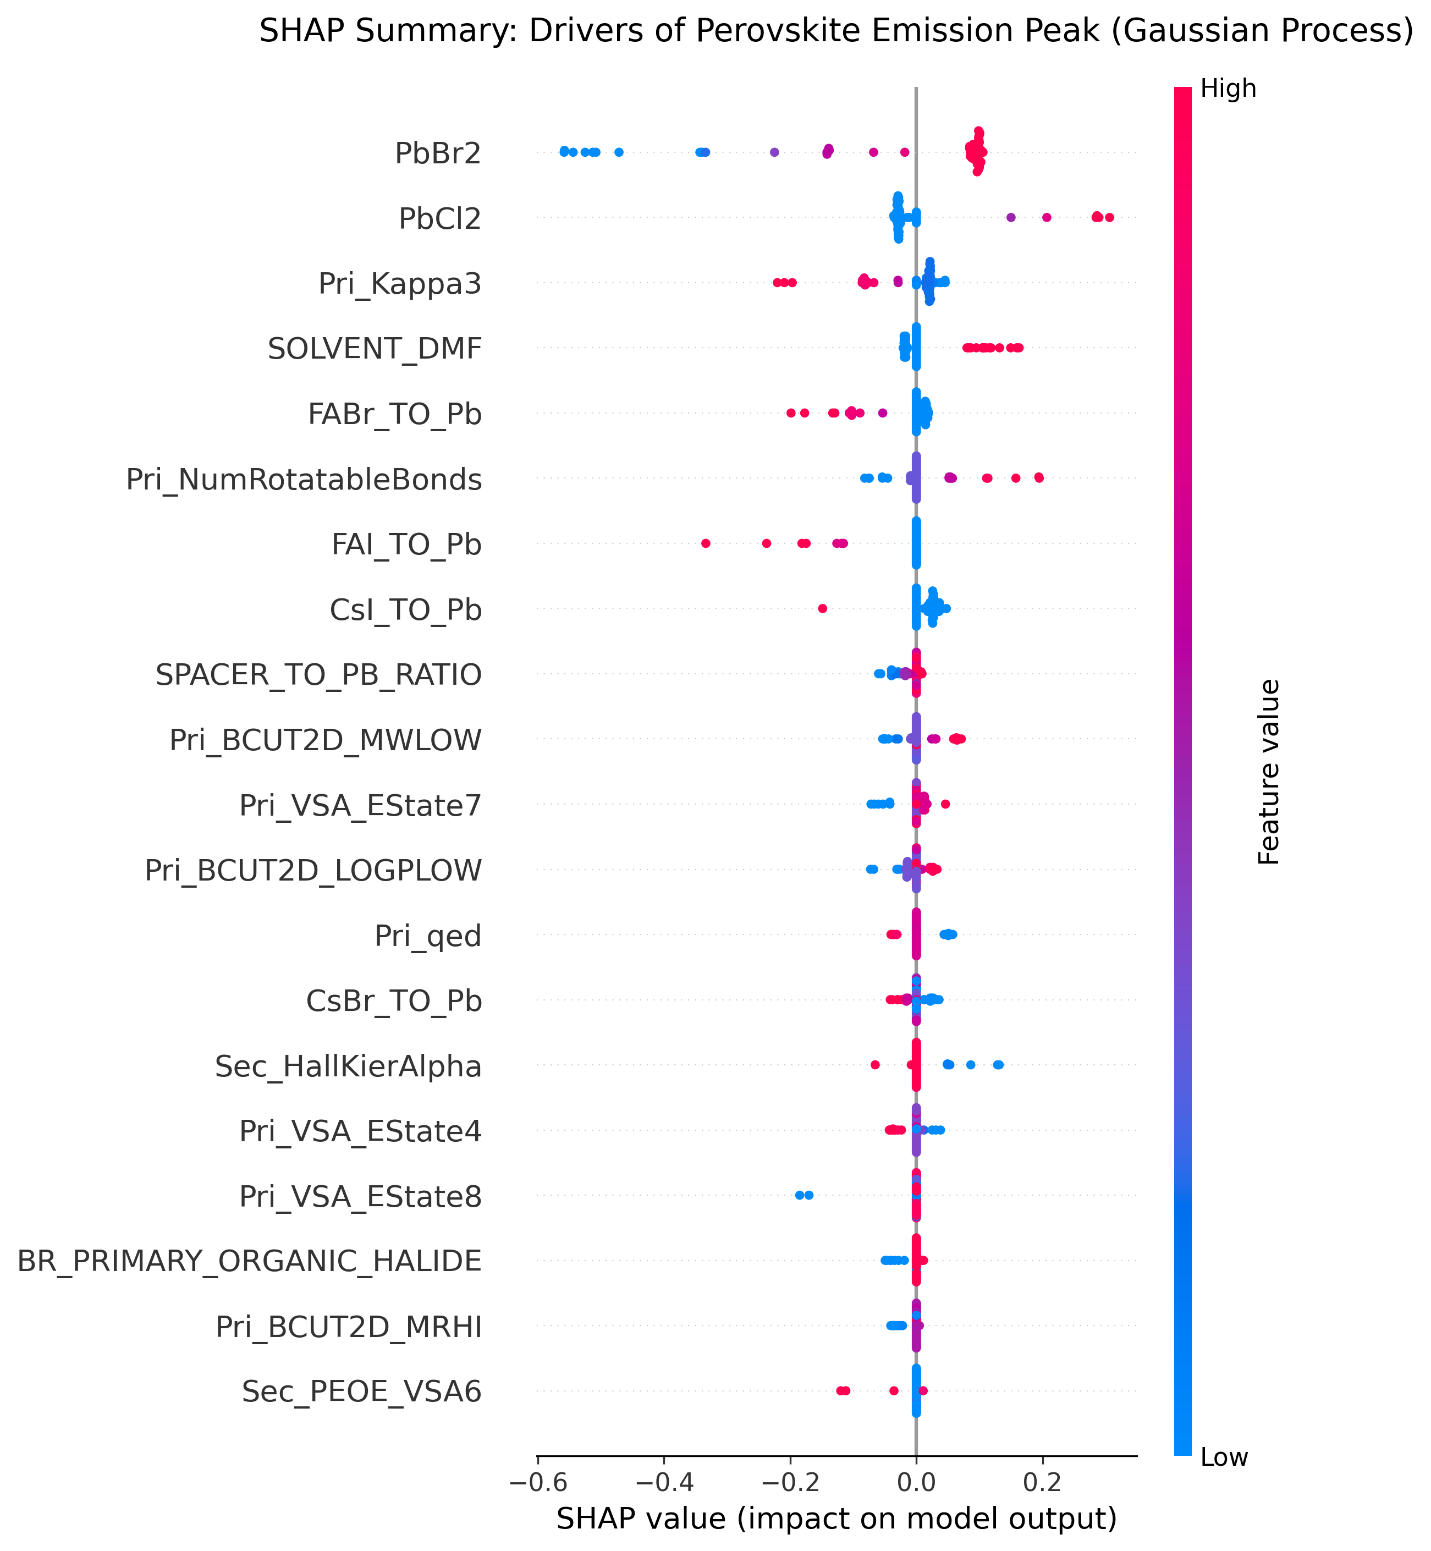 SHAP Summary: Drivers of Perovskite Emission Peak (Gaussian Process)
High
PbBr2
PbCl2
Pri_Kappa3
SOLVENT_DMF
FABr_TO_Pb
Pri_NumRotatableBonds
FAI_TO_Pb
CsI_TO_Pb
SPACER_TO_PB_RATIO
Pri_BCUT2D_MWLOW
Pri_VSA_EState7
Pri_BCUT2D_LOGPLOW
Pri_qed
CsBr_TO_Pb
Sec_HallKierAlpha
Pri_VSA_EState4
Pri_VSA_EState8
BR_PRIMARY_ORGANIC_HALIDE
Pri_BCUT2D_MRHI
Sec_PEOE_VSA6
Feature value
Low
−0.6 −0.4 −0.2 0.0 0.2
SHAP value (impact on model output)